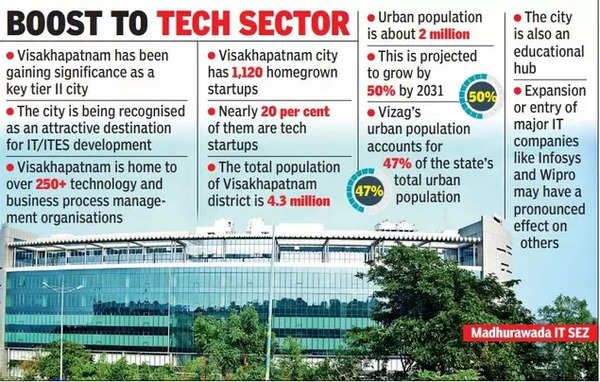 BOOST TO TECH SECTOR
• Visakhapatnam has been
gaining significance as a
key tier II city
• The city is being recognised
as an attractive destination
for IT/ITES development
• Visakhapatnam is home to
over 250+ technology and
business process manage-
ment organisations
• Visakhapatnam city
has 1,120 homegrown
startups
• Nearly 20 per cent
of them are tech
startups
• The total population
of Visakhapatnam
district is 4.3 million
• Urban population
is about 2 million
• This is projected
to grow by
50% by 2031
50%
• Vizag's
urban population
accounts for
47% of the state's
total urban
population
47%
• The city
is also an
educational
hub
• Expansion
or entry of
major IT
companies
like Infosys
and Wipro
may have a
pronounced
effect on
others
Madhurawada IT SEZ